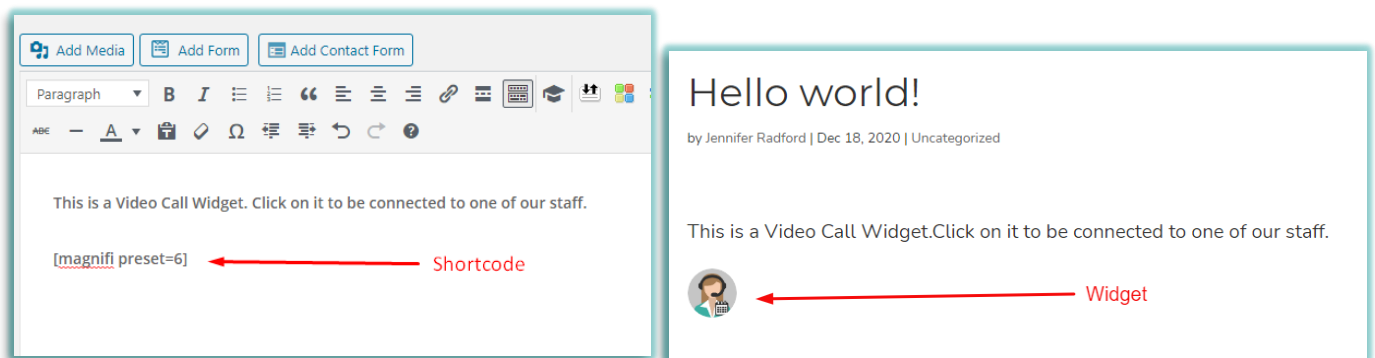 Add Media Add Form Add Contact Form
Paragraph B I
ABC A Ω ?
This is a Video Call Widget. Click on it to be connected to one of our staff.
[magnifi preset=6]
Shortcode
Hello world!
by Jennifer Radford | Dec 18, 2020 | Uncategorized
This is a Video Call Widget.Click on it to be connected to one of our staff.
Widget